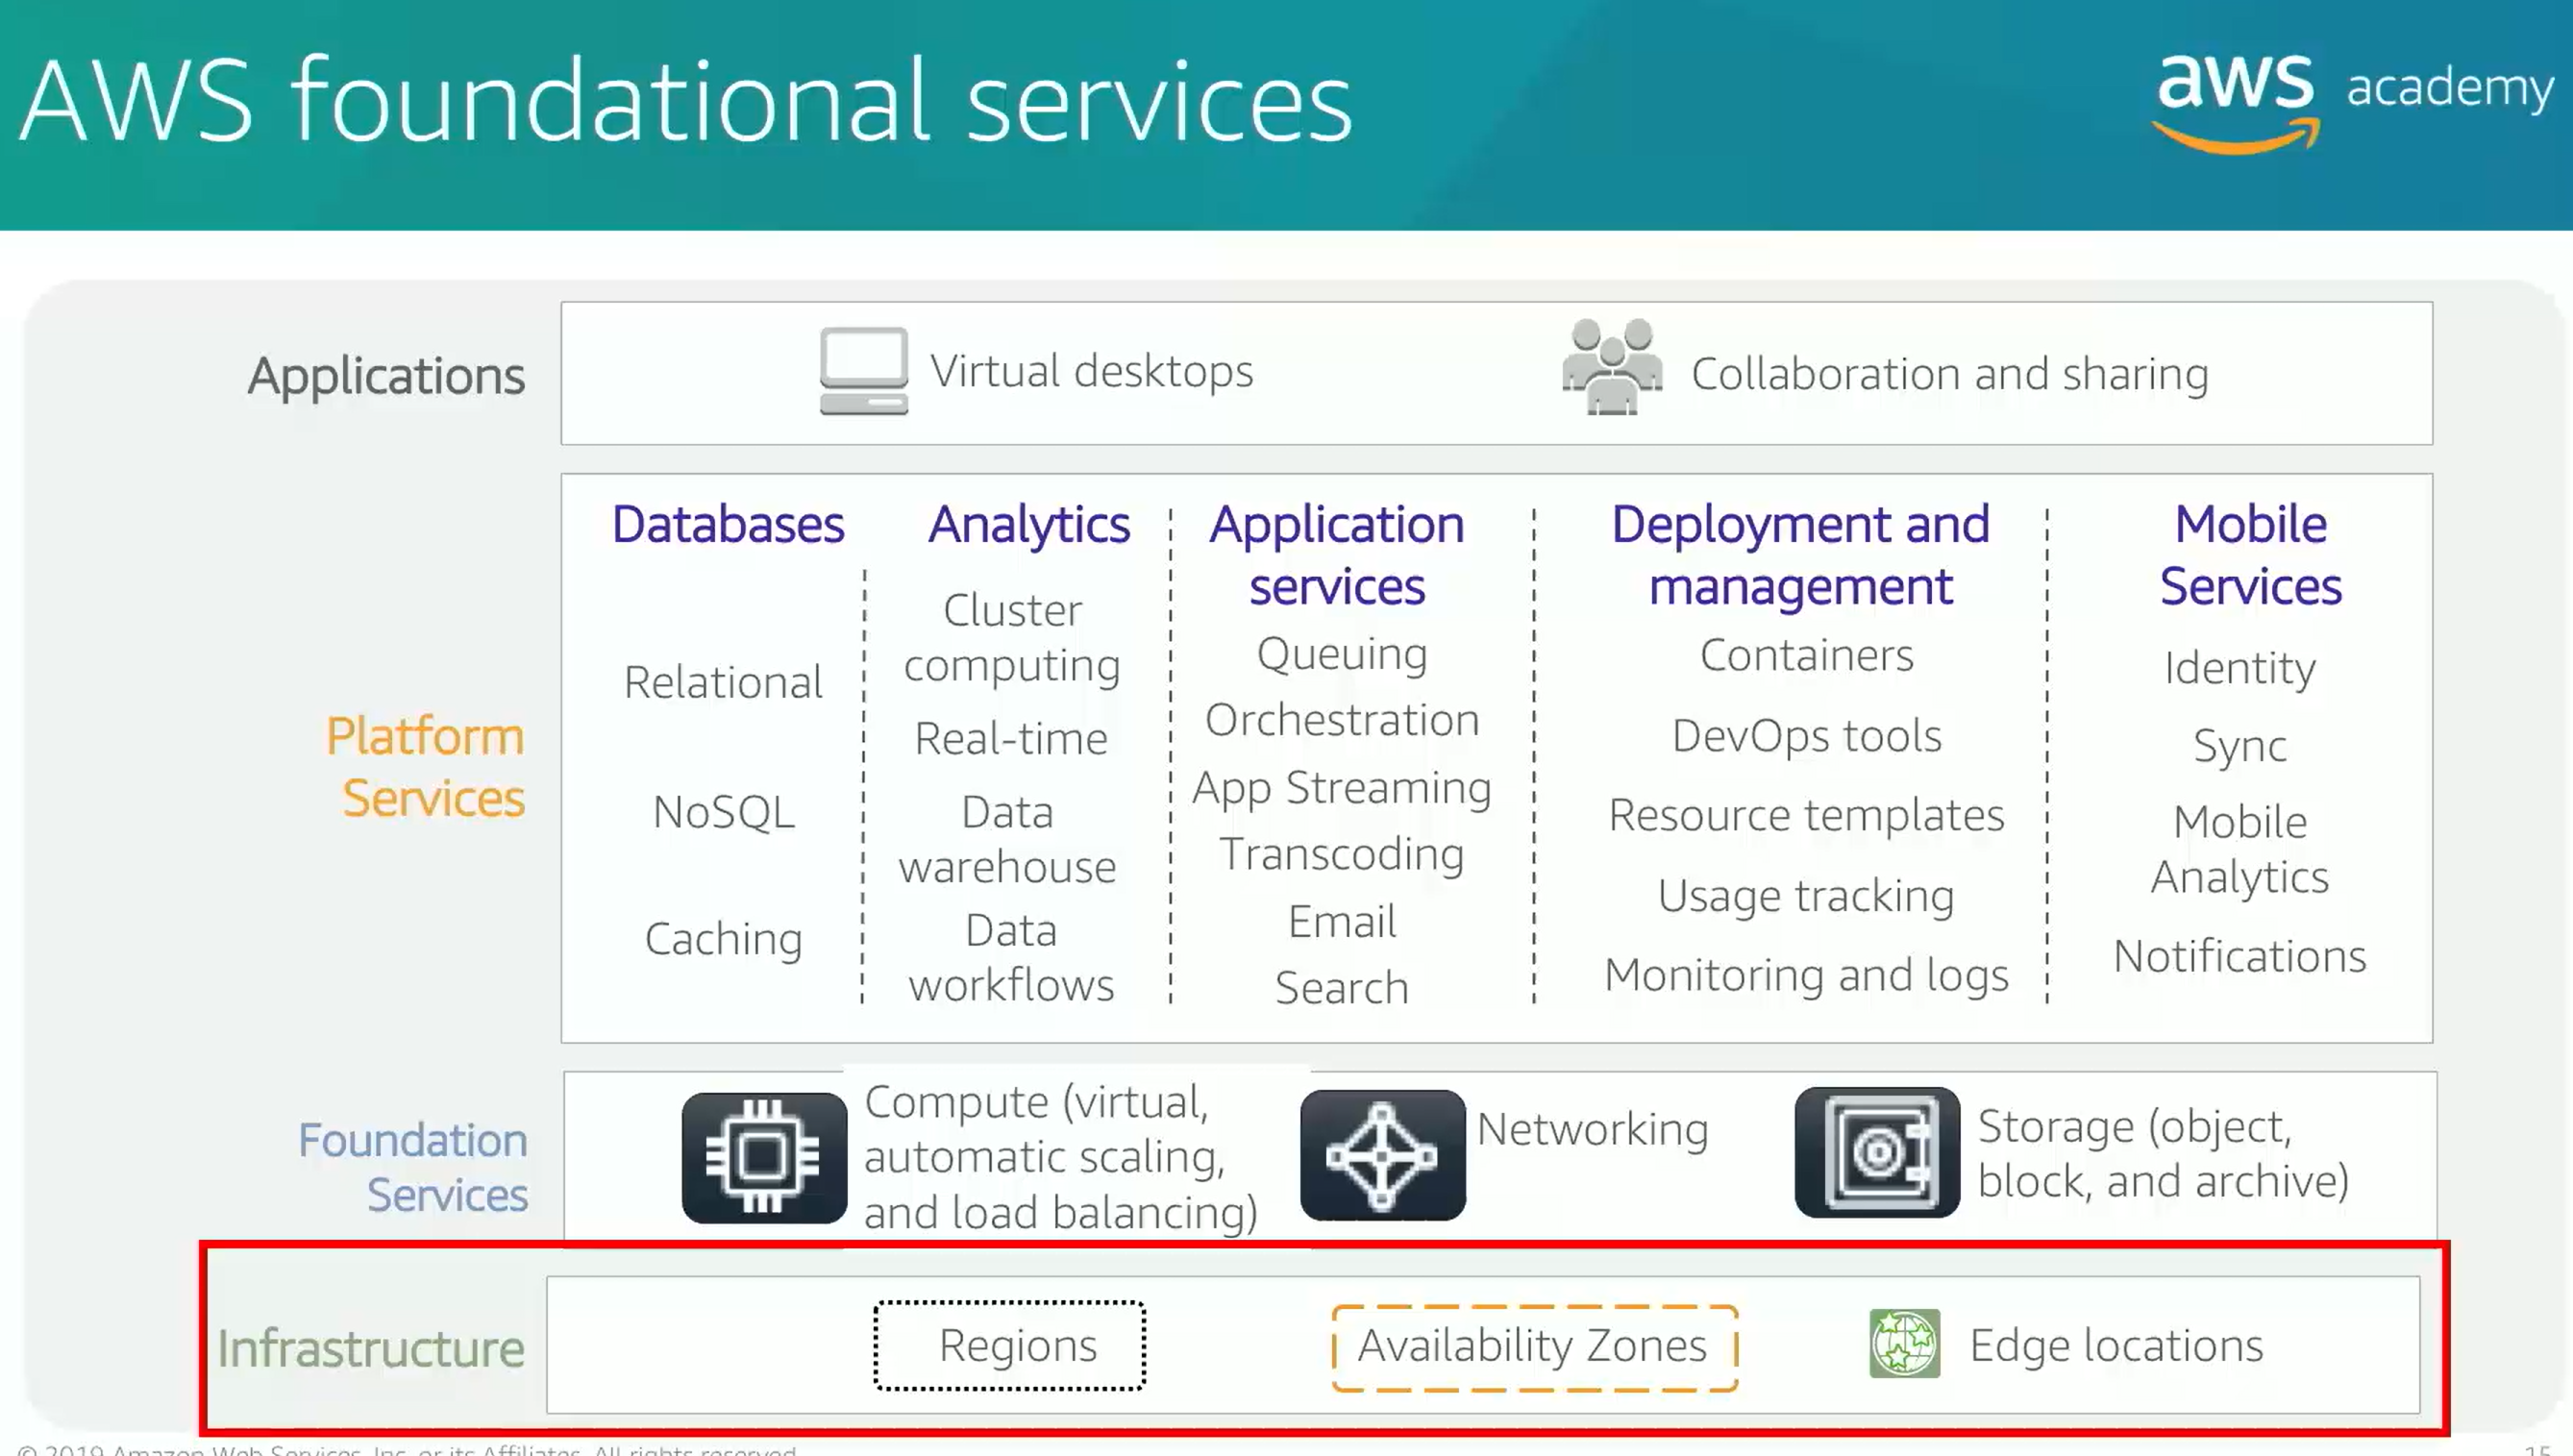 AWS foundational services
aws academy
Applications
Virtual desktops
Collaboration and sharing
Platform
Services
Databases
Relational
NoSQL
Caching
Analytics
Cluster
computing
Real-time
Data
warehouse
Data
workflows
Application
services
Queuing
Orchestration
App Streaming
Transcoding
Email
Search
Deployment and
management
Containers
DevOps tools
Resource templates
Usage tracking
Monitoring and logs
Mobile
Services
Identity
Sync
Mobile
Analytics
Notifications
Foundation
Services
Compute (virtual,
automatic scaling,
and load balancing)
Networking
Storage (object,
block, and archive)
Infrastructure
Regions
Availability Zones
Edge locations
© 2019 Amazon Web Services, Inc. or its Affiliates. All rights reserved.
15